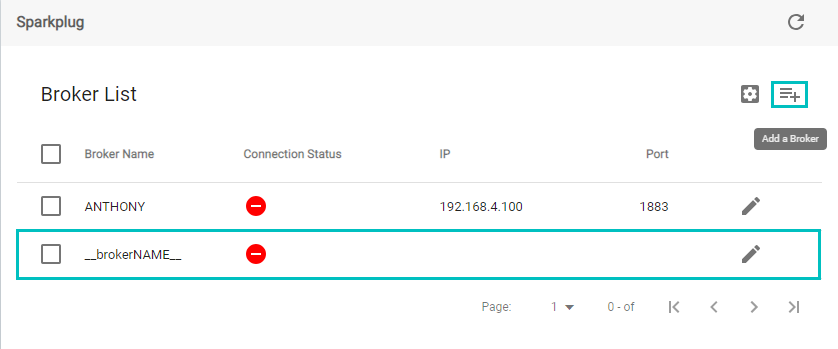 Sparkplug
Broker List
Add a Broker
Broker Name Connection Status IP Port
ANTHONY 192.168.4.100 1883
__brokerNAME__
Page: 1 0 - of